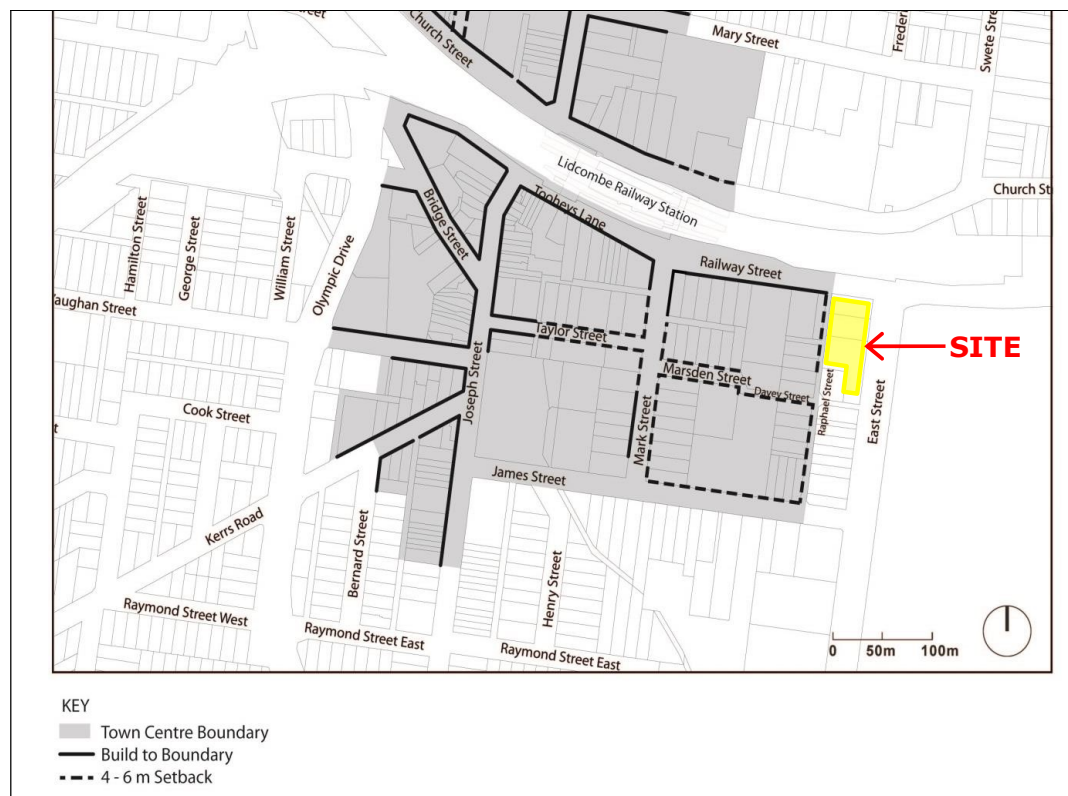 Church Street
Mary Street
Swete Stre
Lidcombe Railway Station
Church St
Tooheys Lane
Bridge Street
Hamilton Street
George Street
William Street
Olympic Drive
Railway Street
Vaughan Street
Taylor Street
SITE
Marsden Street
Davey Street
Raphael Street
East Street
Joseph Street
Cook Street
Mark Street
James Street
Kerrs Road
Bernard Street
Henry Street
Raymond Street West
Raymond Street East
Raymond Street East
0 50m 100m
KEY
Town Centre Boundary
Build to Boundary
4 - 6 m Setback